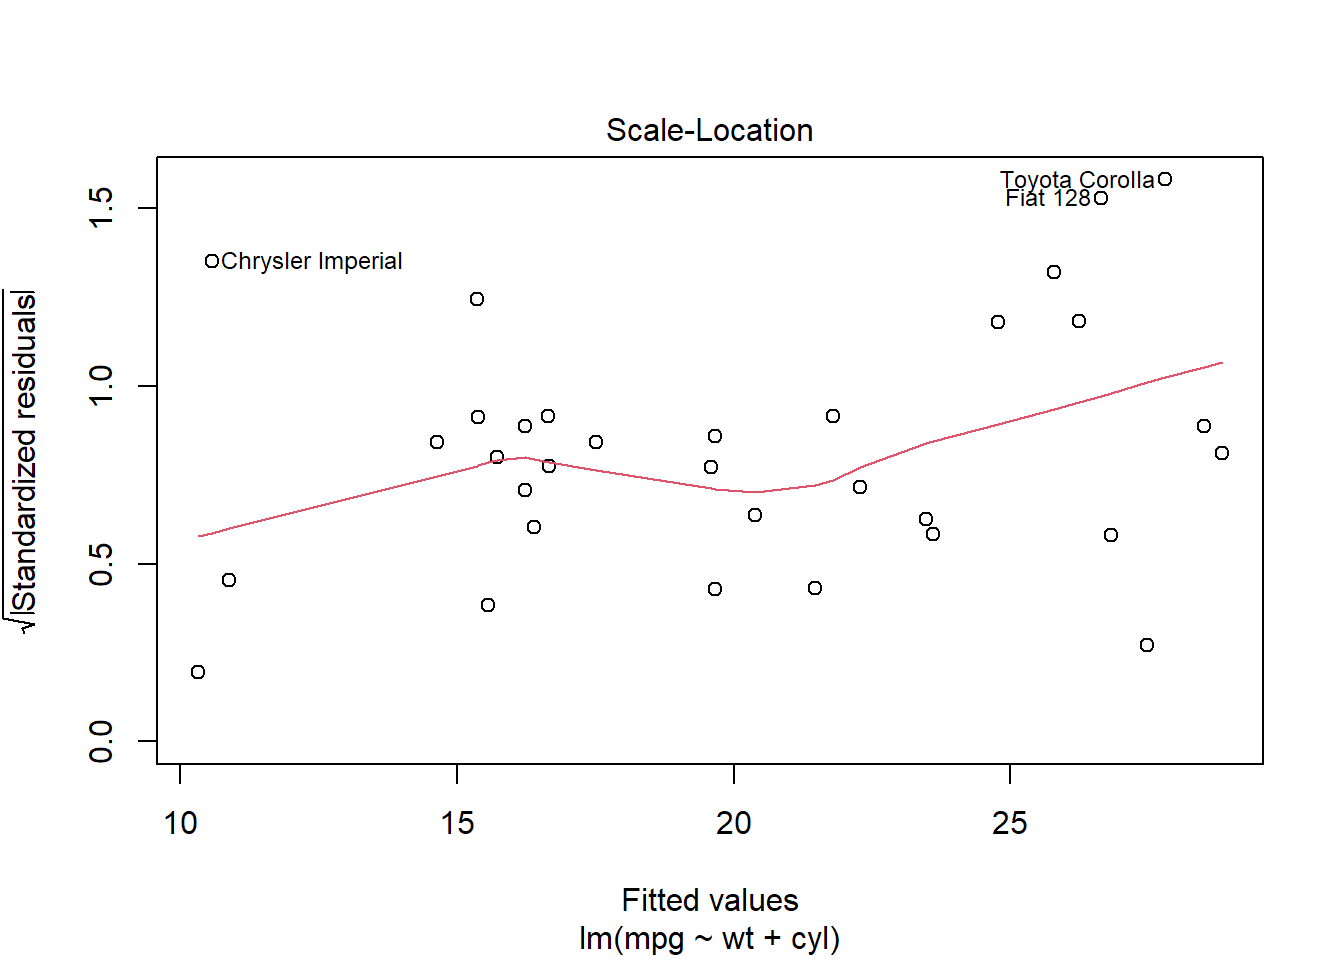 Scale-Location
Toyota Corolla
Fiat 128
Chrysler Imperial
√|Standardized residuals|
1.5
1.0
0.5
0.0
10 15 20 25
Fitted values
lm(mpg ~ wt + cyl)